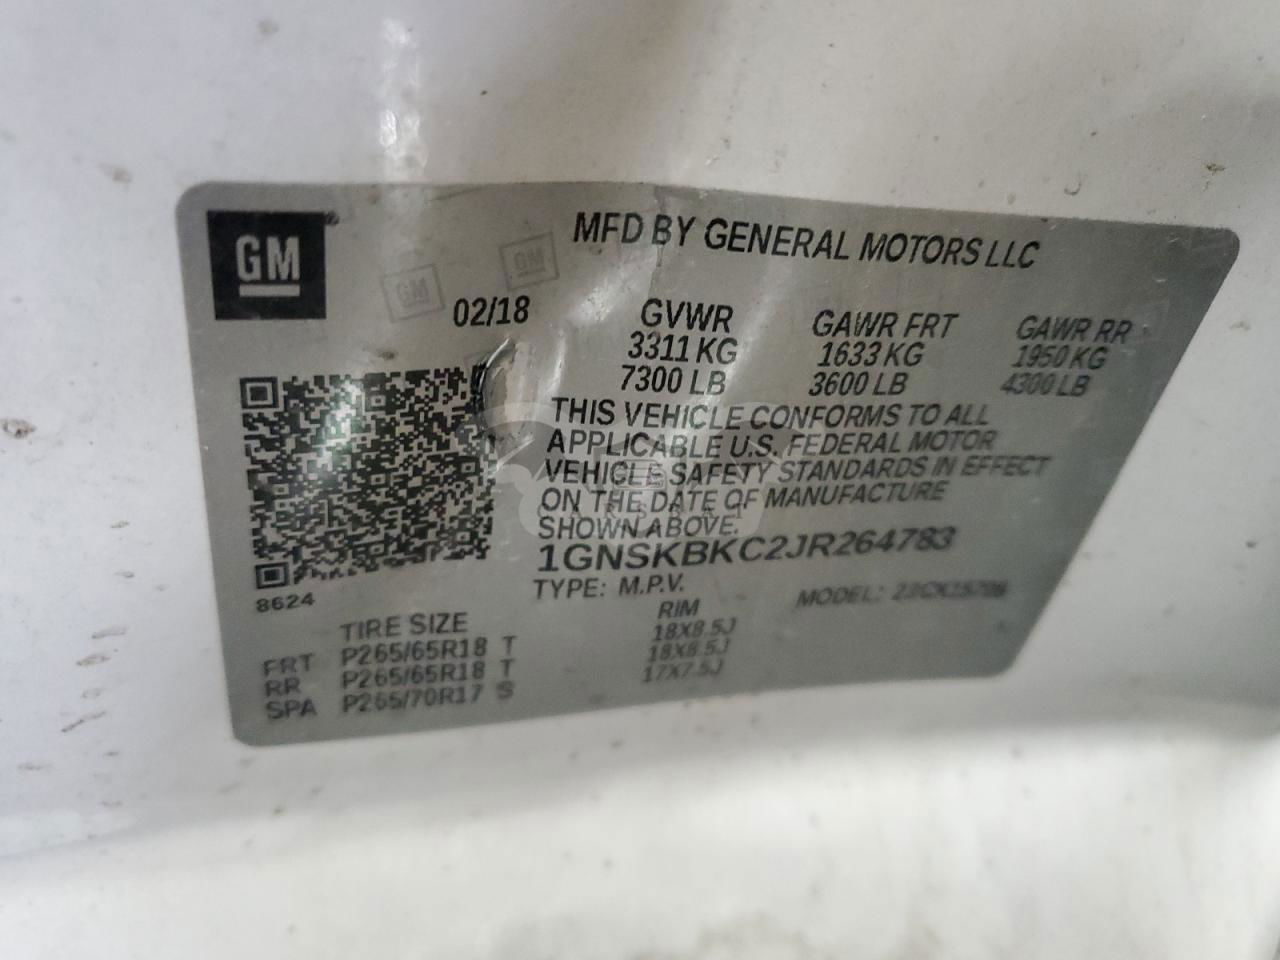 GM
MFD BY GENERAL MOTORS LLC
GM
GM
02/18
GVWR
GAWR FRT
GAWR RR
3311 KG
1633 KG
1950 KG
7300 LB
3600 LB
4300 LB
THIS VEHICLE CONFORMS TO ALL
APPLICABLE U.S. FEDERAL MOTOR
VEHICLE SAFETY STANDARDS IN EFFECT
ON THE DATE OF MANUFACTURE
SHOWN ABOVE.
1GNSKBKC2JR264783
8624
TYPE: M.P.V.
MODEL:
TIRE SIZE
RIM
FRT P265/65R18 T 18X8.5J
RR P265/65R18 T 18X8.5J
SPA P265/70R17 S 17X7.5J